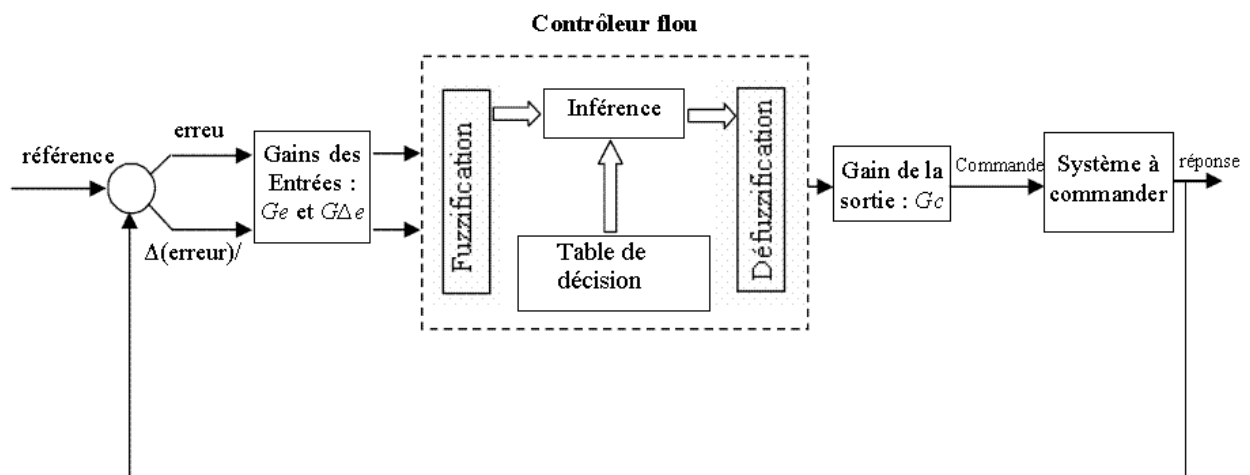 Contrôleur flou
référence
erreu
Δ(erreur)/
Gains des
Entrées :
Ge et GΔe
Fuzzification
Inférence
Table de
décision
Défuzzification
Gain de la
sortie : Gc
Commande
Système à
commander
réponse